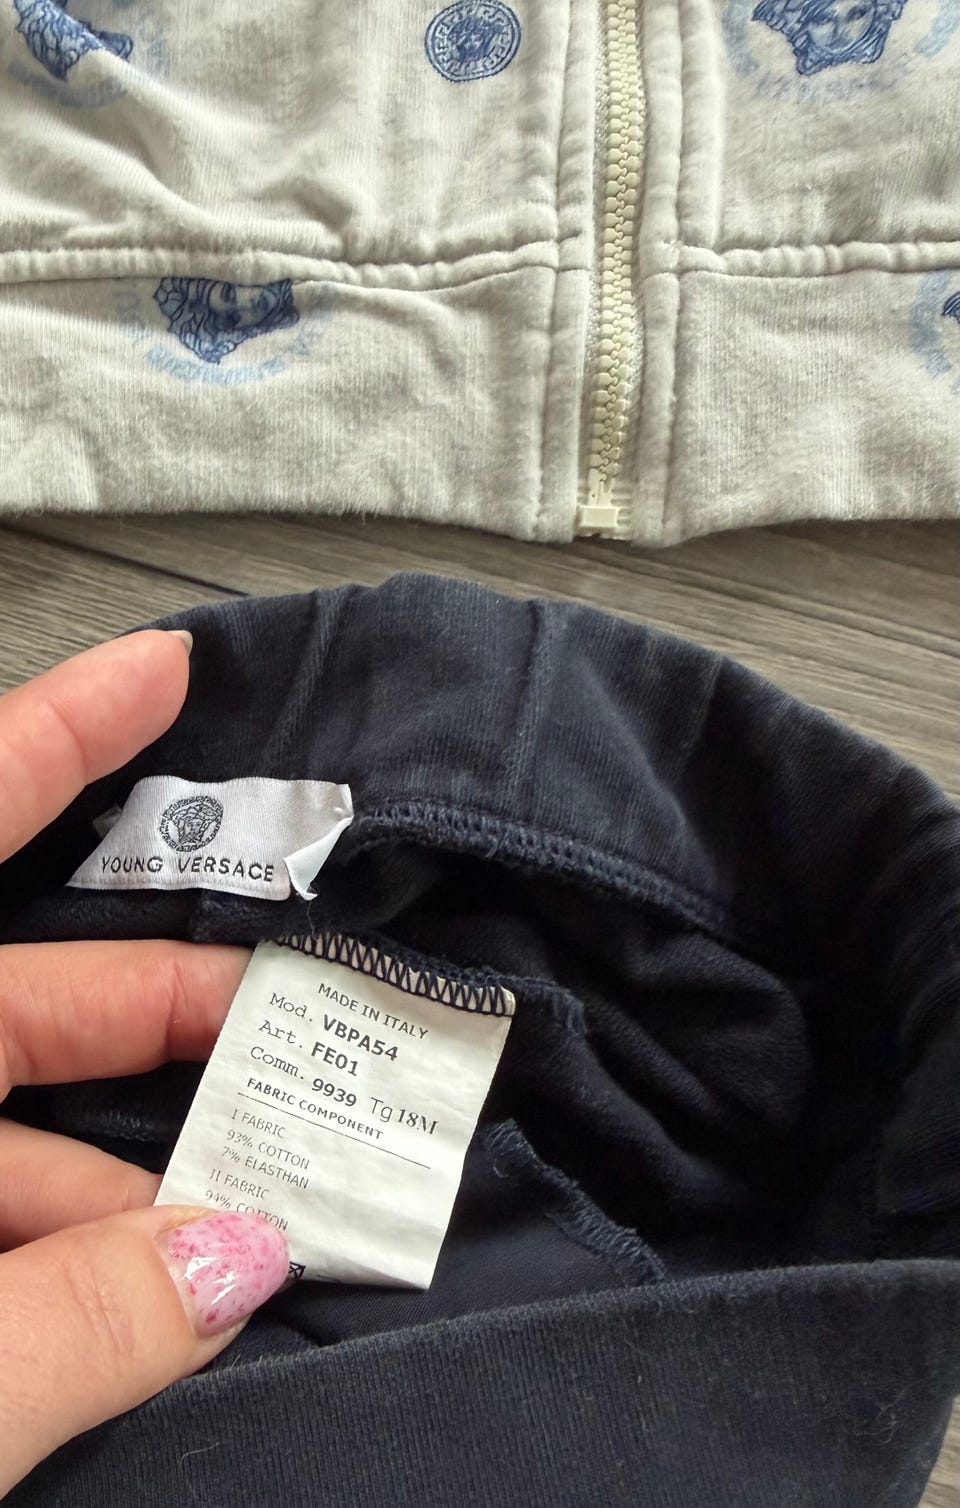 YOUNG VERSACE
MADE IN ITALY
Mod. VBPA54
Art. FE01
Comm. 9939 Tg 18M
FABRIC COMPONENT
I FABRIC
93% COTTON
7% ELASTHAN
II FABRIC
94% COTTON